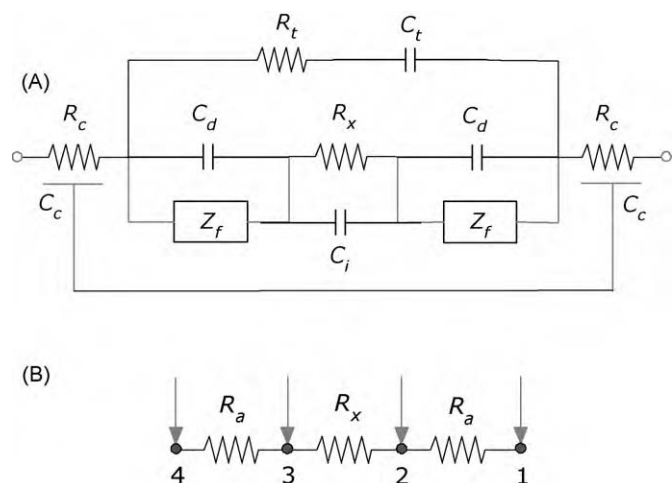 R_t C_t
(A)
R_c C_d R_x C_d R_c
C_c Z_f C_i Z_f C_c
(B)
R_a R_x R_a
4 3 2 1